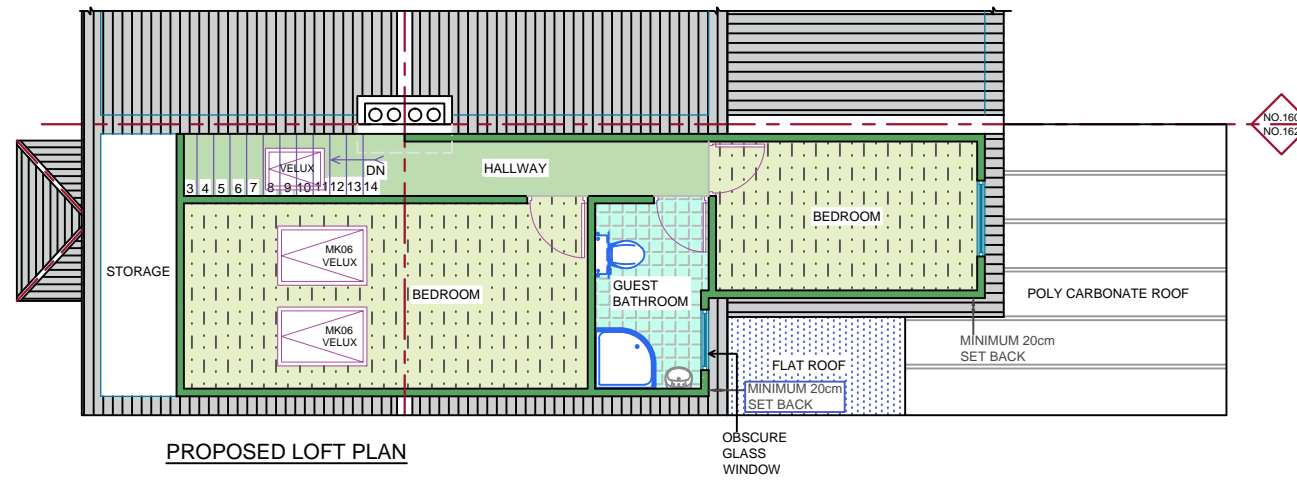 NO.160
NO.162
VELUX
DN
HALLWAY
3 4 5 6 7 8 9 10 11 12 13 14
BEDROOM
MK06
VELUX
STORAGE
GUEST
BATHROOM
BEDROOM
POLY CARBONATE ROOF
MK06
VELUX
MINIMUM 20cm
SET BACK
FLAT ROOF
MINIMUM 20cm
SET BACK
PROPOSED LOFT PLAN
OBSCURE
GLASS
WINDOW